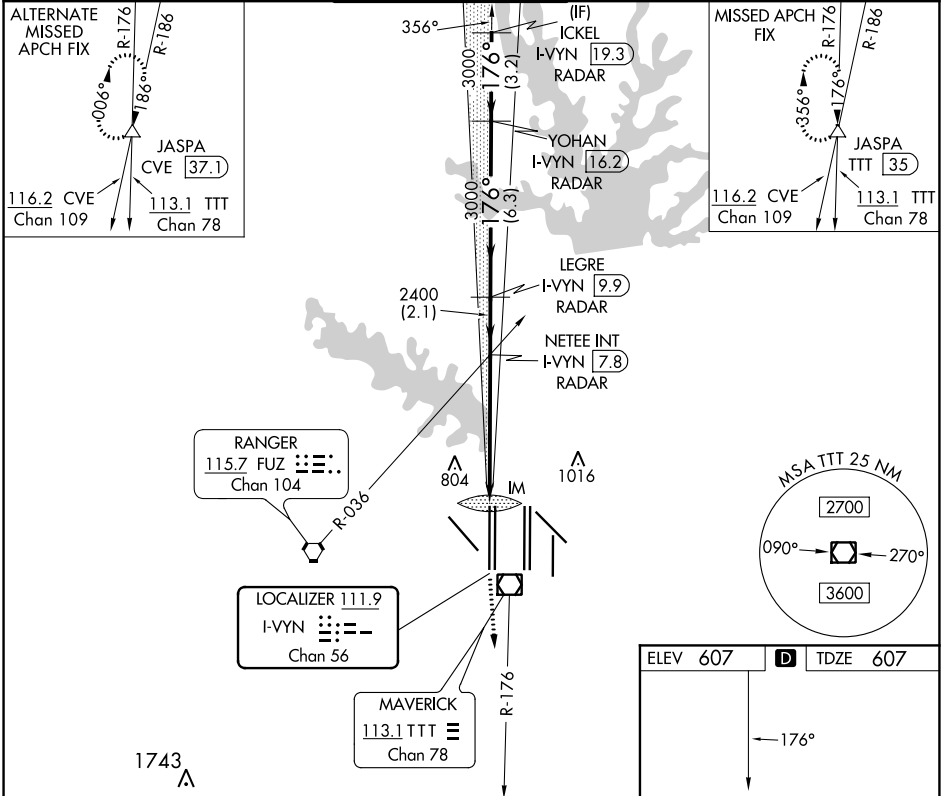 ALTERNATE
MISSED
APCH FIX
R-176
R-186
006°
186°
JASPA
CVE 37.1
116.2 CVE
Chan 109
113.1 TTT
Chan 78
356°
3000
176°
(3.2)
(IF)
ICKEL
I-VYN 19.3
RADAR
YOHAN
I-VYN 16.2
RADAR
3000
176°
(6.3)
LEGRE
I-VYN 9.9
RADAR
2400
(2.1)
NETEE INT
I-VYN 7.8
RADAR
MISSED APCH
FIX
R-176
R-186
356°
176°
JASPA
TTT 35
116.2 CVE
Chan 109
113.1 TTT
Chan 78
RANGER
115.7 FUZ
Chan 104
R-036
804
1016
IM
LOCALIZER 111.9
I-VYN
Chan 56
MAVERICK
113.1 TTT
Chan 78
R-176
1743
MSA TTT 25 NM
2700
090°
270°
3600
ELEV 607 D TDZE 607
176°